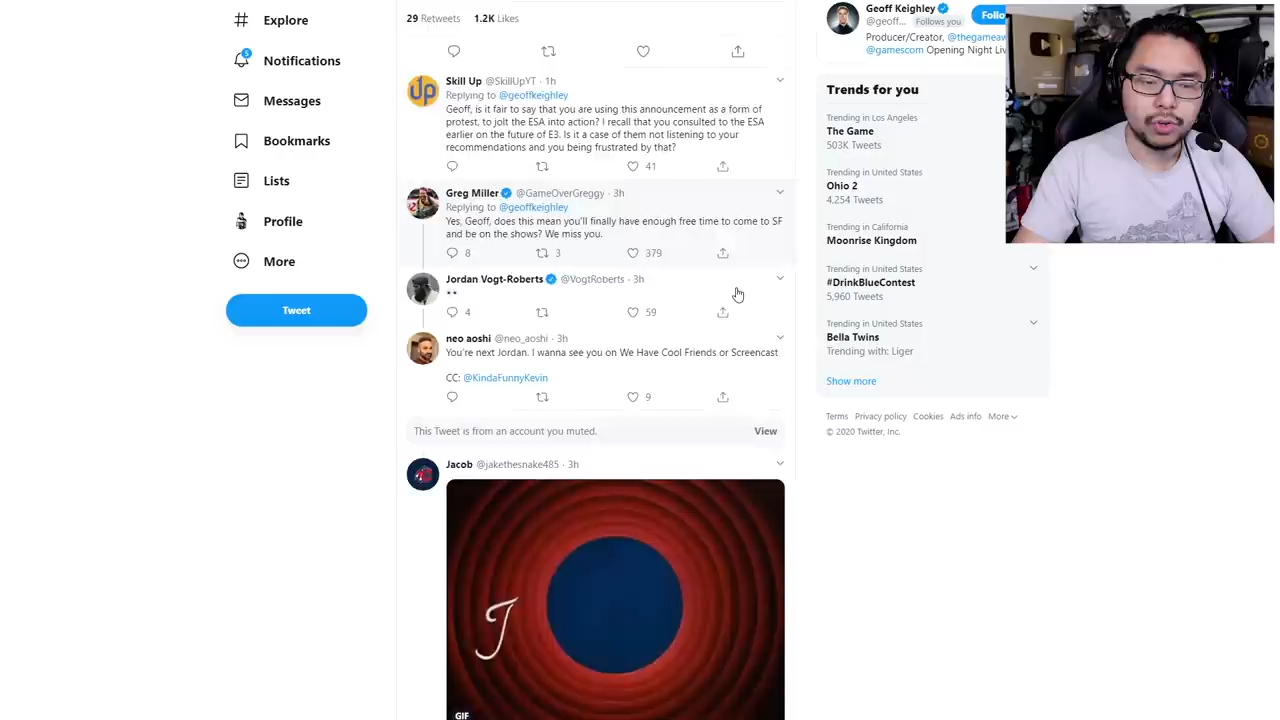 Explore
5
Notifications
Messages
Bookmarks
Lists
Profile
More
Tweet
29 Retweets 1.2K Likes
Skill Up @SkillUpYT · 1h
Replying to @geoffkeighley
Geoff, is it fair to say that you are using this announcement as a form of
protest, to jolt the ESA into action? I recall that you consulted to the ESA
earlier on the future of E3. Is it a case of them not listening to your
recommendations and you being frustrated by that?
41
Greg Miller @GameOverGreggy · 3h
Replying to @geoffkeighley
Yes, Geoff, does this mean you'll finally have enough free time to come to SF
and be on the shows? We miss you.
8 3 379
Jordan Vogt-Roberts @VogtRoberts · 3h
4 59
neo aoshi @neo_aoshi · 3h
You're next Jordan. I wanna see you on We Have Cool Friends or Screencast
CC: @KindaFunnyKevin
9
This Tweet is from an account you muted. View
Jacob @jakethesnake485 · 3h
T
GIF
Geoff Keighley
@geoff... Follows you
Follo
Producer/Creator, @thegameaw
@gamescom Opening Night Liv
Trends for you
Trending in Los Angeles
The Game
503K Tweets
Trending in United States
Ohio 2
4,254 Tweets
Trending in California
Moonrise Kingdom
Trending in United States
#DrinkBlueContest
5,960 Tweets
Trending in United States
Bella Twins
Trending with: Liger
Show more
Terms Privacy policy Cookies Ads info More
© 2020 Twitter, Inc.